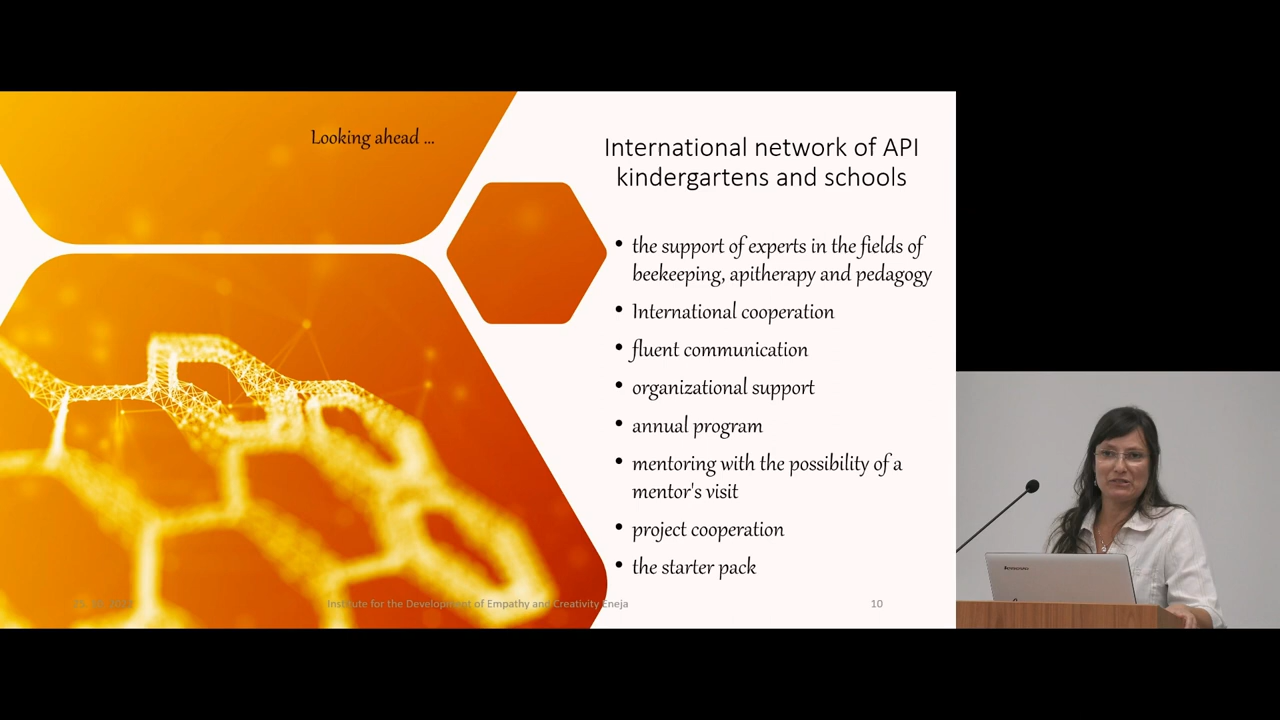 Looking ahead ...
International network of API
kindergartens and schools
• the support of experts in the fields of
beekeeping, apitherapy and pedagogy
• International cooperation
• fluent communication
• organizational support
• annual program
• mentoring with the possibility of a
mentor's visit
• project cooperation
• the starter pack
Institute for the Development of Empathy and Creativity Eneja
10
lenovo